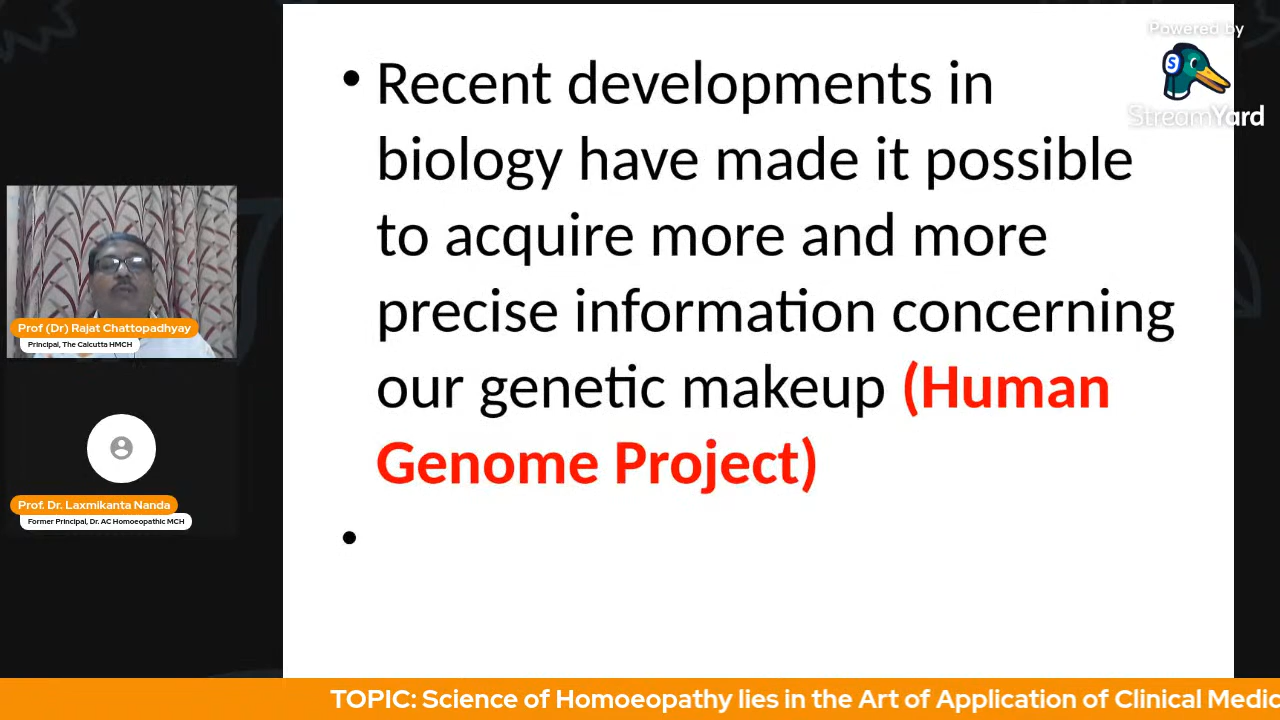 • Recent developments in
biology have made it possible
to acquire more and more
precise information concerning
our genetic makeup (Human
Genome Project)
•
Powered by
S
StreamYard
Prof (Dr) Rajat Chattopadhyay
Principal, The Calcutta HMCH
Prof. Dr. Laxmikanta Nanda
Former Principal, Dr. AC Homoeopathic MCH
TOPIC: Science of Homoeopathy lies in the Art of Application of Clinical Medic